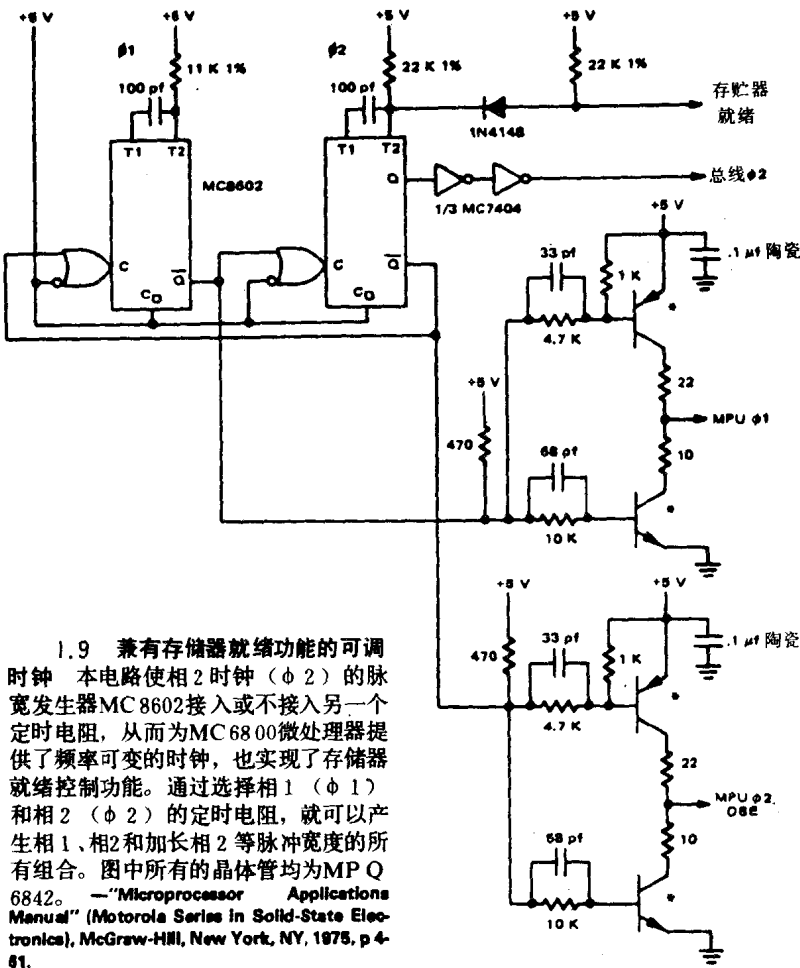 +5 V
+5 V
+5 V
+5 V
ϕ1
ϕ2
11 K 1%
22 K 1%
22 K 1%
100 pf
100 pf
存贮器
就绪
1N4148
T1 T2
T1 T2
MC8602
Q
总线ϕ2
1/3 MC7404
+5 V
.1 μf 陶瓷
33 pf
1 K
C
Q
C
Q
CD
CD
*
4.7 K
22
+5 V
MPU ϕ1
470
10
68 pf
*
10 K
+5 V
+5 V
.1 μf 陶瓷
33 pf
1 K
470
*
4.7 K
22
MPU ϕ2
DBE
10
68 pf
*
10 K
1.9 兼有存储器就绪功能的可调
时钟 本电路使相2时钟(ϕ2)的脉
宽发生器MC8602接入或不接入另一个
定时电阻，从而为MC6800微处理器提
供了频率可变的时钟，也实现了存储器
就绪控制功能。通过选择相1(ϕ1)
和相2(ϕ2)的定时电阻，就可以产
生相1、相2和加长相2等脉冲宽度的所
有组合。图中所有的晶体管均为MPQ
6842。 —"Microprocessor Applications
Manual" (Motorola Series in Solid-State Elec-
tronics), McGraw-Hill, New York, NY, 1975, p 4-
61.